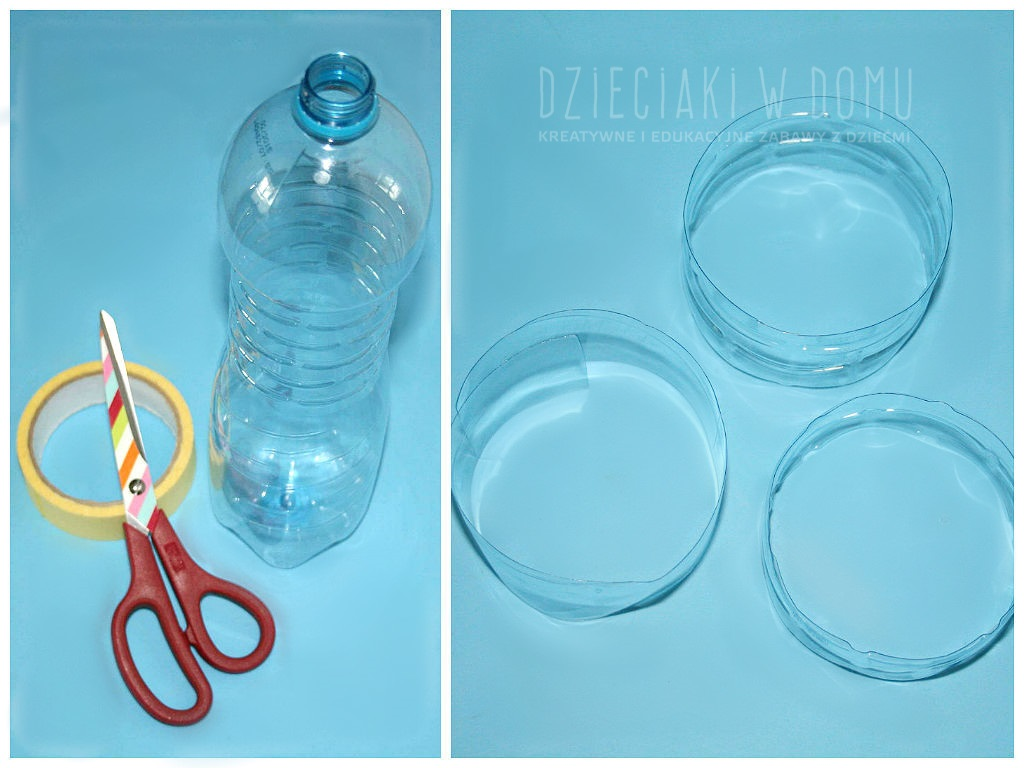 DZiECiAKi W DOMU
KREATYWNE I EDUKACYJNE ZABAWY Z DZIEĆMI